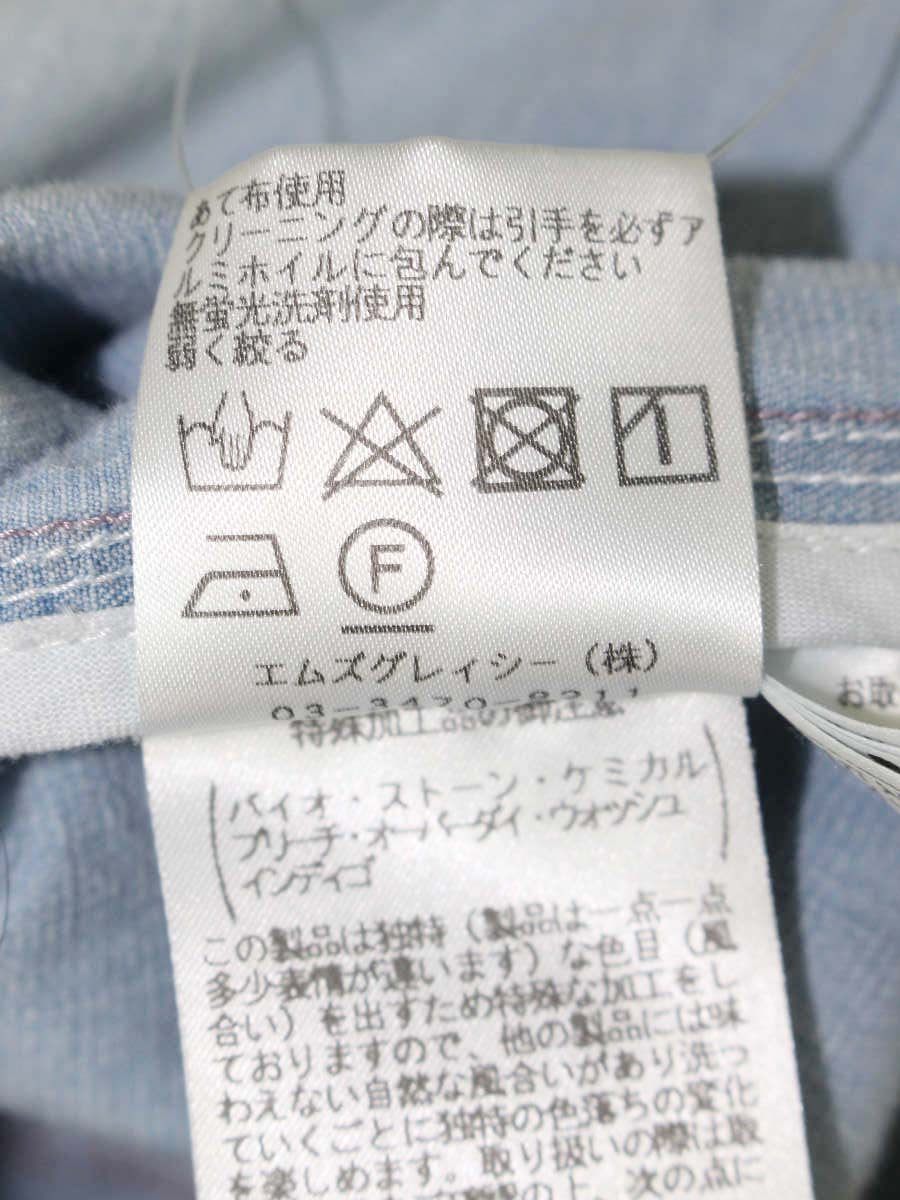 あて布使用
クリーニングの際は引手を必ずア
ルミホイルに包んでください
無蛍光洗剤使用
弱く絞る
F
エムズグレイシー(株)
03-3470-8211
特殊加工品の
(バイオ・ストーン・ケミカル
ブリーチ・オーバーダイ・ウォッシュ
インディゴ)
この製品は独特(製品は一点一点
多少表情が違います)な色目(風
合い)を出すため特殊な加工をし
ておりますので、他の製品には味
わえない自然な風合いがあり洗っ
ていくごとに独特の色落ちの変化
を楽しめます。取り扱いの際は取
の上、次の点に
お取